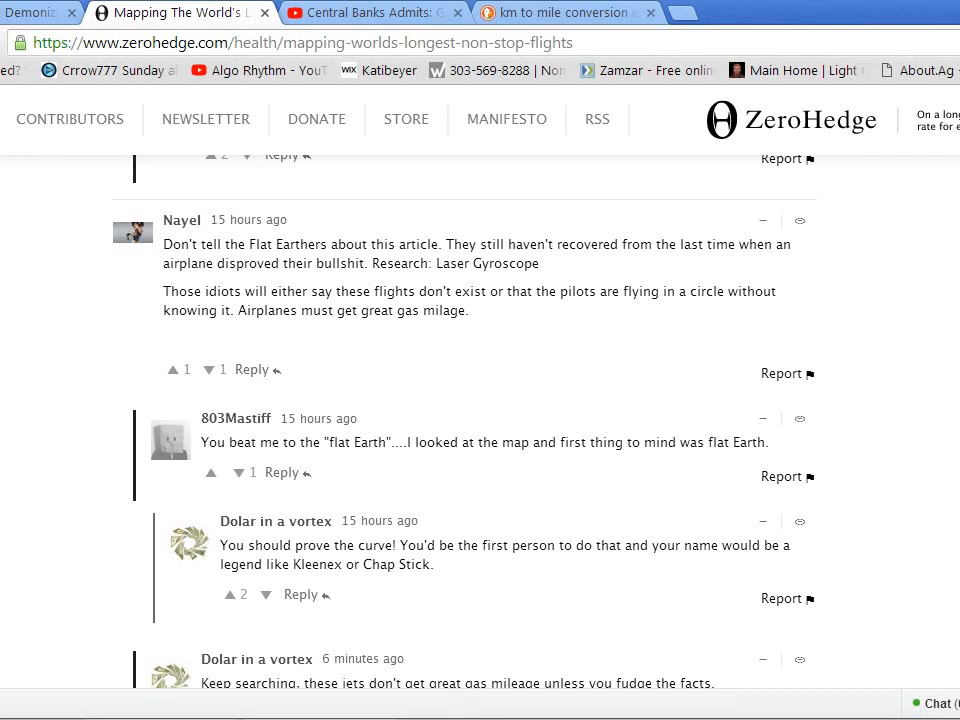 Demoniz
Mapping The World's L
Central Banks Admits: G
km to mile conversion
https://www.zerohedge.com/health/mapping-worlds-longest-non-stop-flights
ed?
Crrow777 Sunday a
Algo Rhythm - YouT
WIX Katibeyer
W 303-569-8288 | Non
Zamzar - Free onlin
Main Home | Light
About.Ag -
CONTRIBUTORS
NEWSLETTER
DONATE
STORE
MANIFESTO
RSS
ZeroHedge
On a long
rate for e
2 Reply
Report
Nayel 15 hours ago
Don't tell the Flat Earthers about this article. They still haven't recovered from the last time when an
airplane disproved their bullshit. Research: Laser Gyroscope
Those idiots will either say these flights don't exist or that the pilots are flying in a circle without
knowing it. Airplanes must get great gas milage.
1 1 Reply
Report
803Mastiff 15 hours ago
You beat me to the "flat Earth"....I looked at the map and first thing to mind was flat Earth.
1 Reply
Report
Dolar in a vortex 15 hours ago
You should prove the curve! You'd be the first person to do that and your name would be a
legend like Kleenex or Chap Stick.
2 Reply
Report
Dolar in a vortex 6 minutes ago
Keep searching, these jets don't get great gas mileage unless you fudge the facts.
Chat (